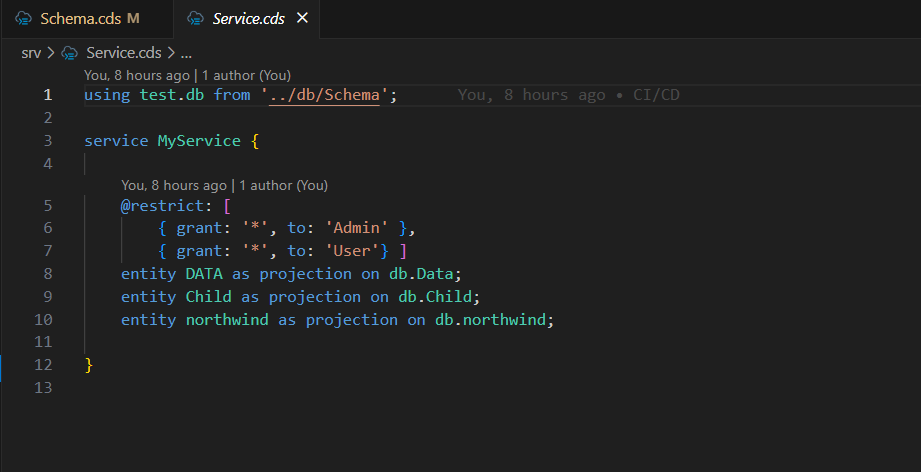 Schema.cds M Service.cds ×
srv > Service.cds > ...
You, 8 hours ago | 1 author (You)
1 using test.db from '../db/Schema'; You, 8 hours ago • CI/CD
2
3 service MyService {
4
You, 8 hours ago | 1 author (You)
5 @restrict: [
6 { grant: '*', to: 'Admin' },
7 { grant: '*', to: 'User'} ]
8 entity DATA as projection on db.Data;
9 entity Child as projection on db.Child;
10 entity northwind as projection on db.northwind;
11
12 }
13